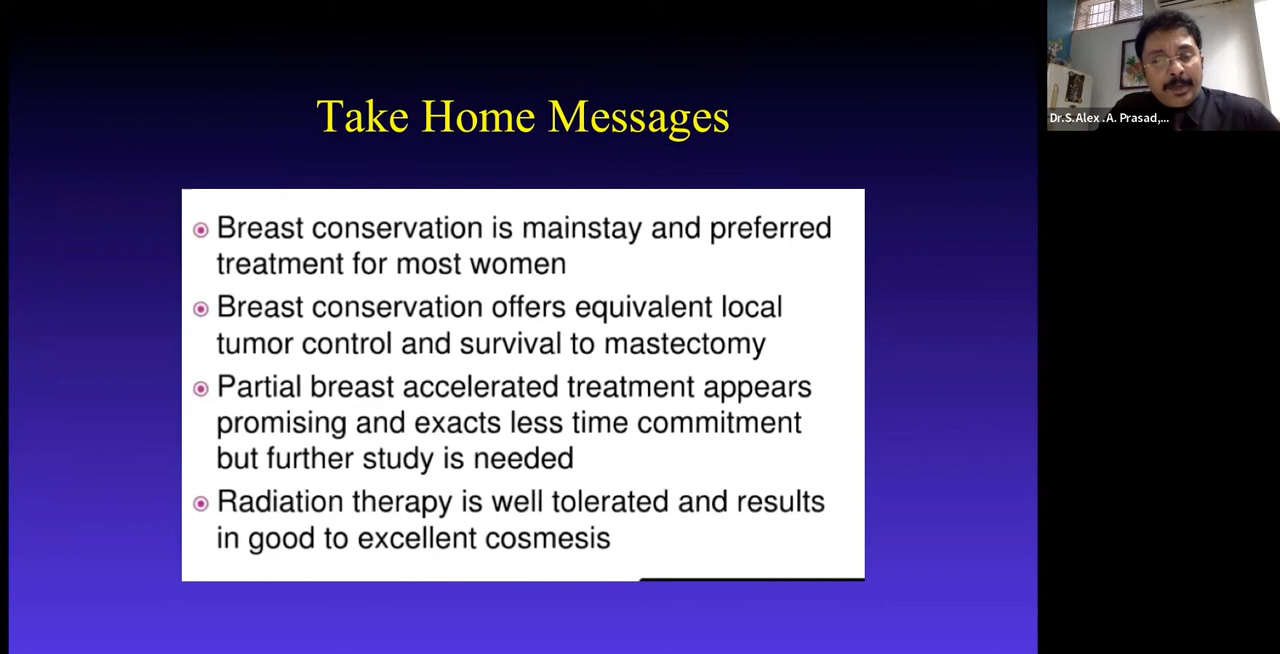 Take Home Messages
Breast conservation is mainstay and preferred
treatment for most women
Breast conservation offers equivalent local
tumor control and survival to mastectomy
Partial breast accelerated treatment appears
promising and exacts less time commitment
but further study is needed
Radiation therapy is well tolerated and results
in good to excellent cosmesis
Dr.S.Alex .A. Prasad,...